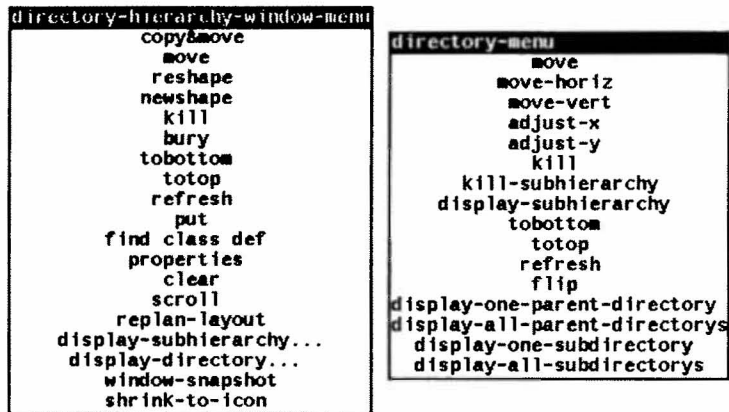 directory-hierarchy-window-menu
copy&move
move
reshape
newshape
kill
bury
tobottom
totop
refresh
put
find class def
properties
clear
scroll
replan-layout
display-subhierarchy...
display-directory...
window-snapshot
shrink-to-icon
directory-menu
move
move-horiz
move-vert
adjust-x
adjust-y
kill
kill-subhierarchy
display-subhierarchy
tobottom
totop
refresh
flip
display-one-parent-directory
display-all-parent-directorys
display-one-subdirectory
display-all-subdirectorys